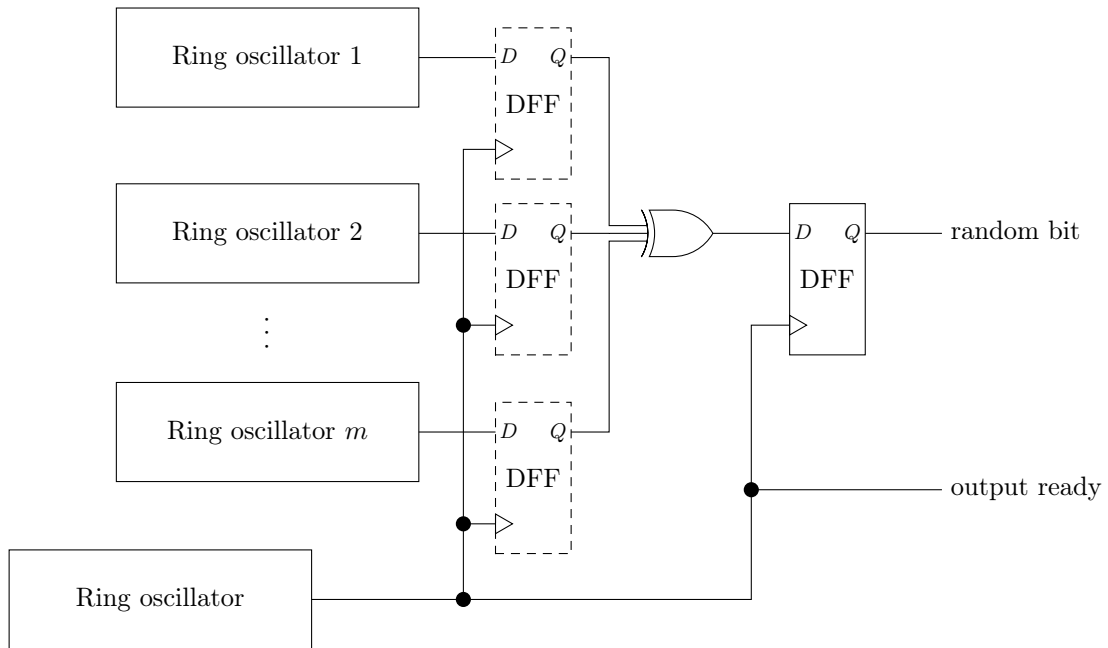 Ring oscillator 1
D Q
DFF
Ring oscillator 2
D Q
DFF
D Q
DFF
random bit
⋮
Ring oscillator m
D Q
DFF
output ready
Ring oscillator